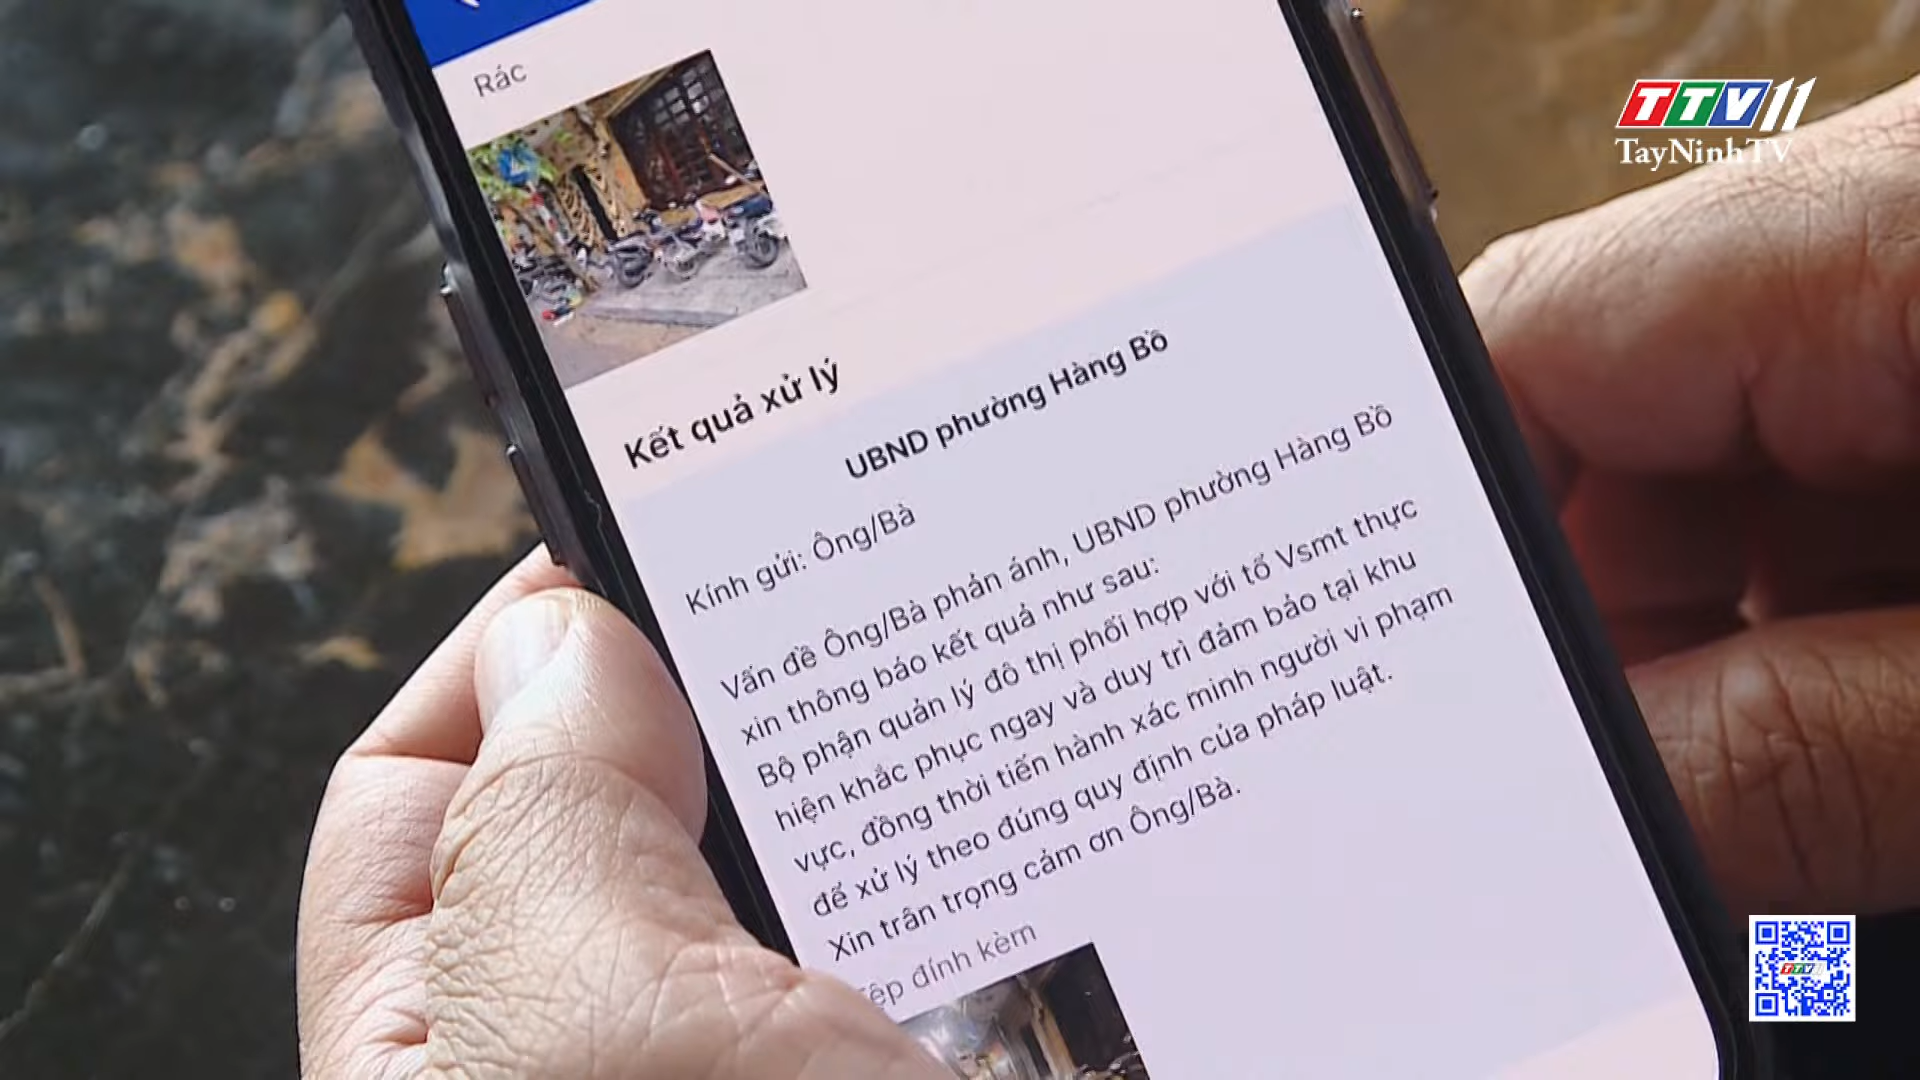 Rác
TTV11
TayNinhTV
Kết quả xử lý
UBND phường Hàng Bồ
Kính gửi: Ông/Bà
Vấn đề Ông/Bà phản ánh, UBND phường Hàng Bồ
xin thông báo kết quả như sau:
Bộ phận quản lý đô thị phối hợp với tổ Vsmt thực
hiện khắc phục ngay và duy trì đảm bảo tại khu
vực, đồng thời tiến hành xác minh người vi phạm
để xử lý theo đúng quy định của pháp luật.
Xin trân trọng cảm ơn Ông/Bà.
Tệp đính kèm
TTV11